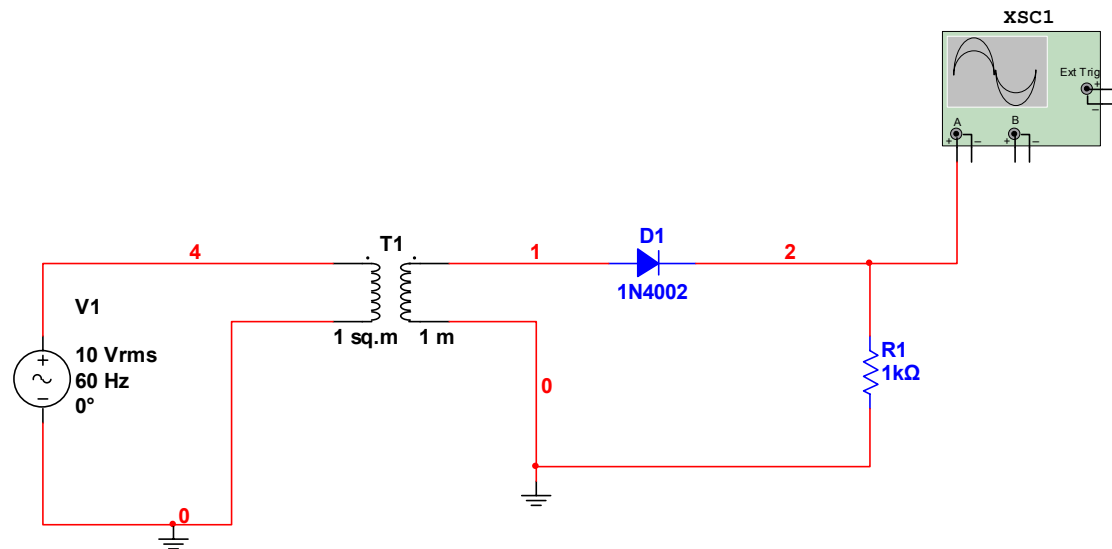 XSC1
Ext Trig
+
−
A
B
+
−
+
−
4
T1
1
D1
2
1N4002
V1
1 sq.m
1 m
+
−
10 Vrms
60 Hz
0°
R1
1kΩ
0
0